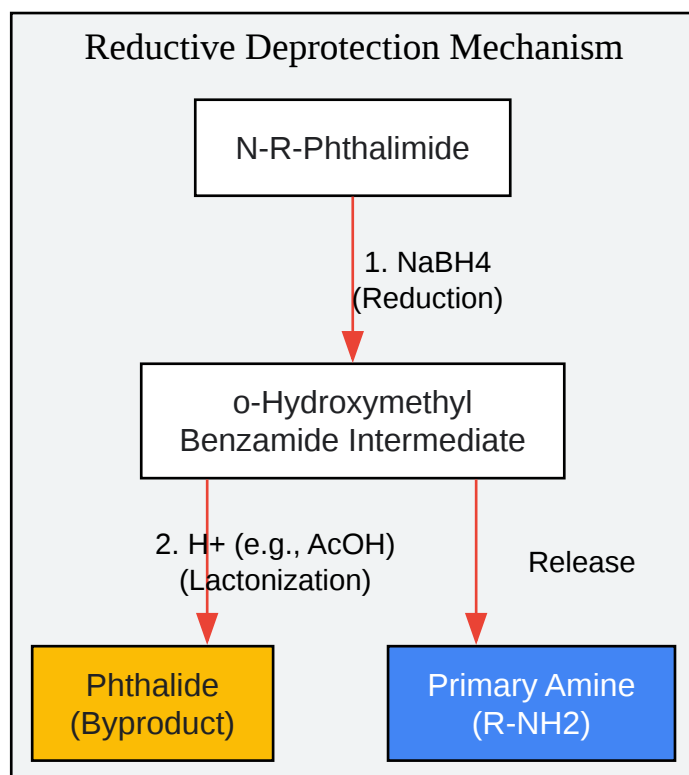 Reductive Deprotection Mechanism
N-R-Phthalimide
1. NaBH4
(Reduction)
o-Hydroxymethyl
Benzamide Intermediate
2. H+ (e.g., AcOH)
(Lactonization)
Release
Phthalide
(Byproduct)
Primary Amine
(R-NH2)